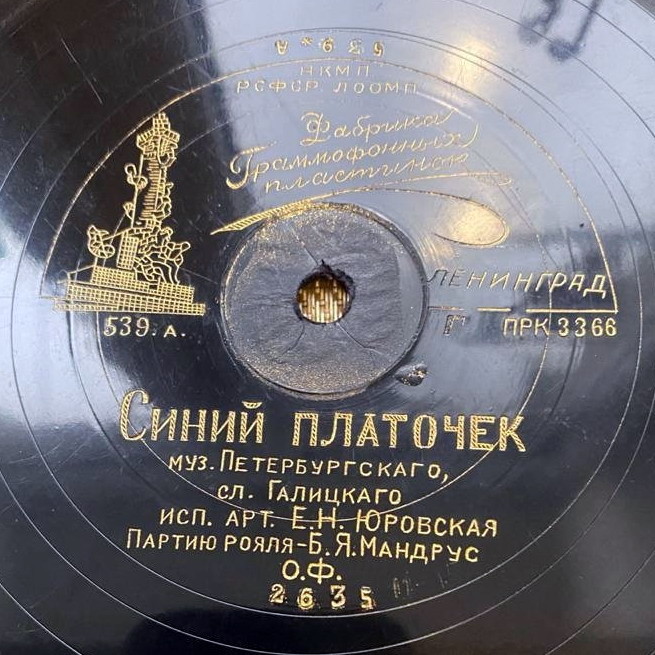 539*А
НКМП
РСФСР ЛООМП
Фабрика
Граммофонных
пластинок
ЛЕНИНГРАД
539. А.
Г ПРК 3366
СИНИЙ ПЛАТОЧЕК
МУЗ. ПЕТЕРБУРГСКАГО,
СЛ. ГАЛИЦКАГО
ИСП. АРТ. Е.Н. ЮРОВСКАЯ
ПАРТИЮ РОЯЛЯ-Б.Я. МАНДРУС
О.Ф.
2635